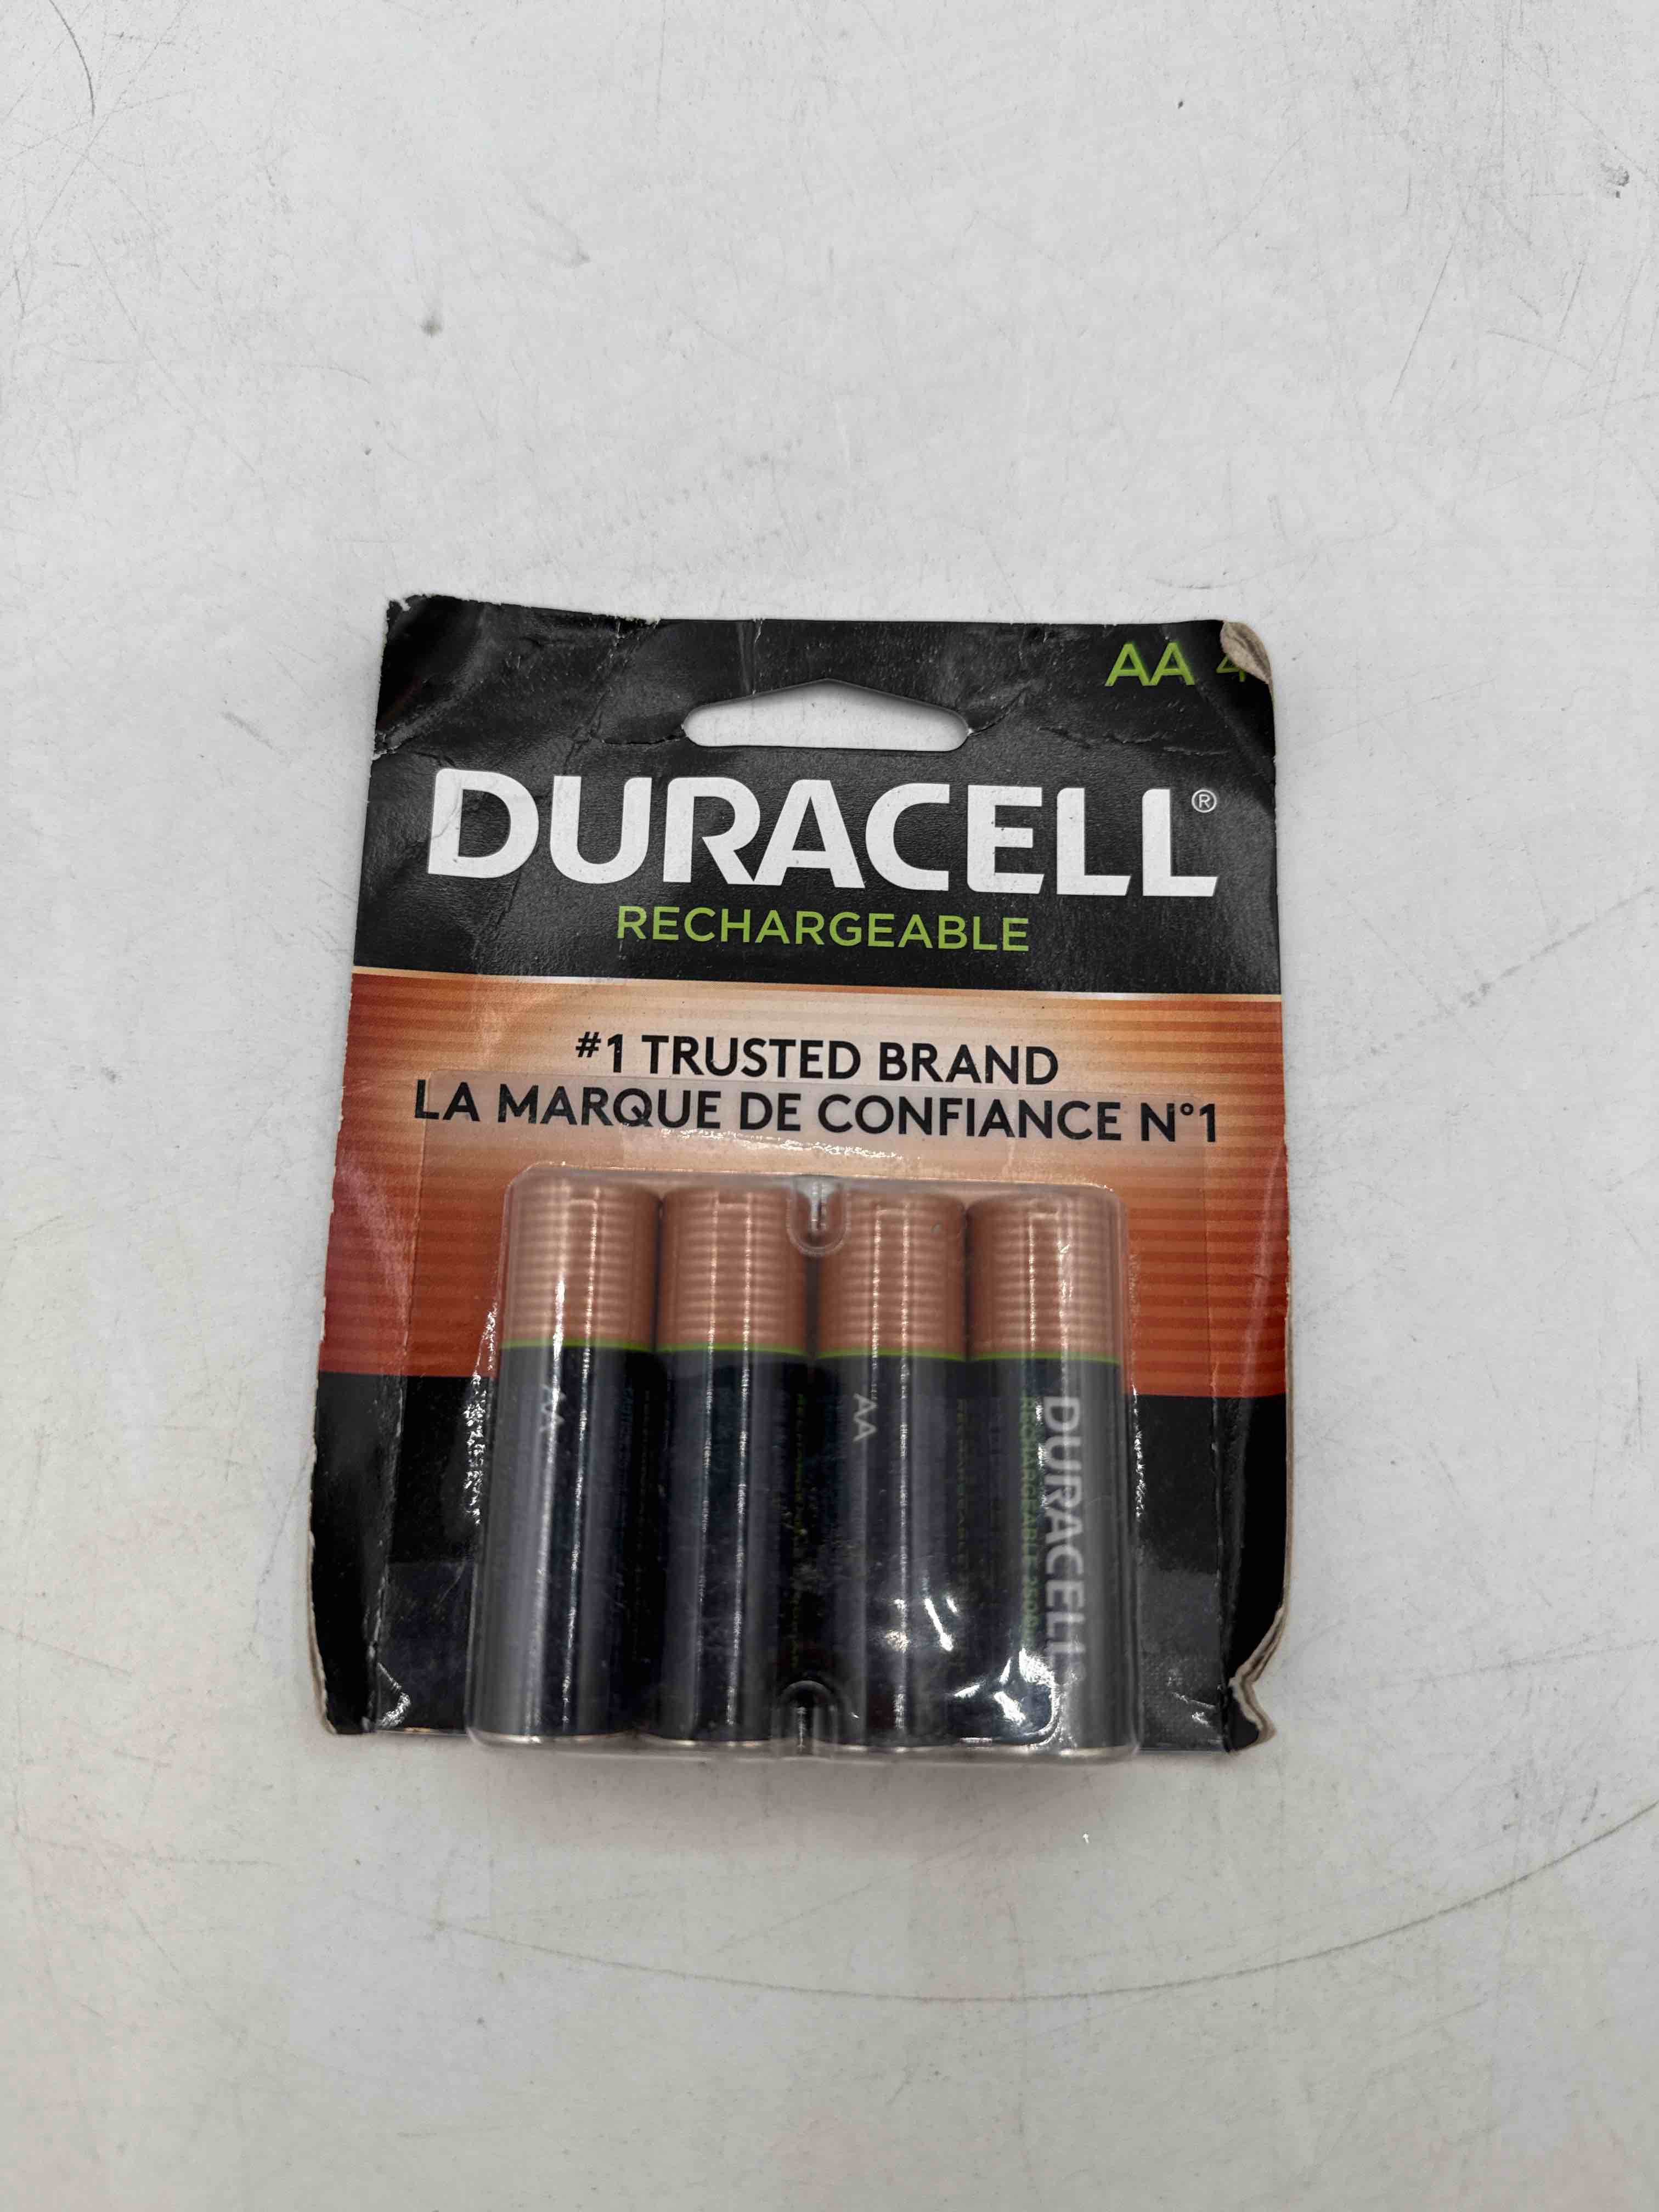 AA 4
DURACELL®
RECHARGEABLE
#1 TRUSTED BRAND
LA MARQUE DE CONFIANCE N°1
AA
AA
DURACELL
RECHARGEABLE